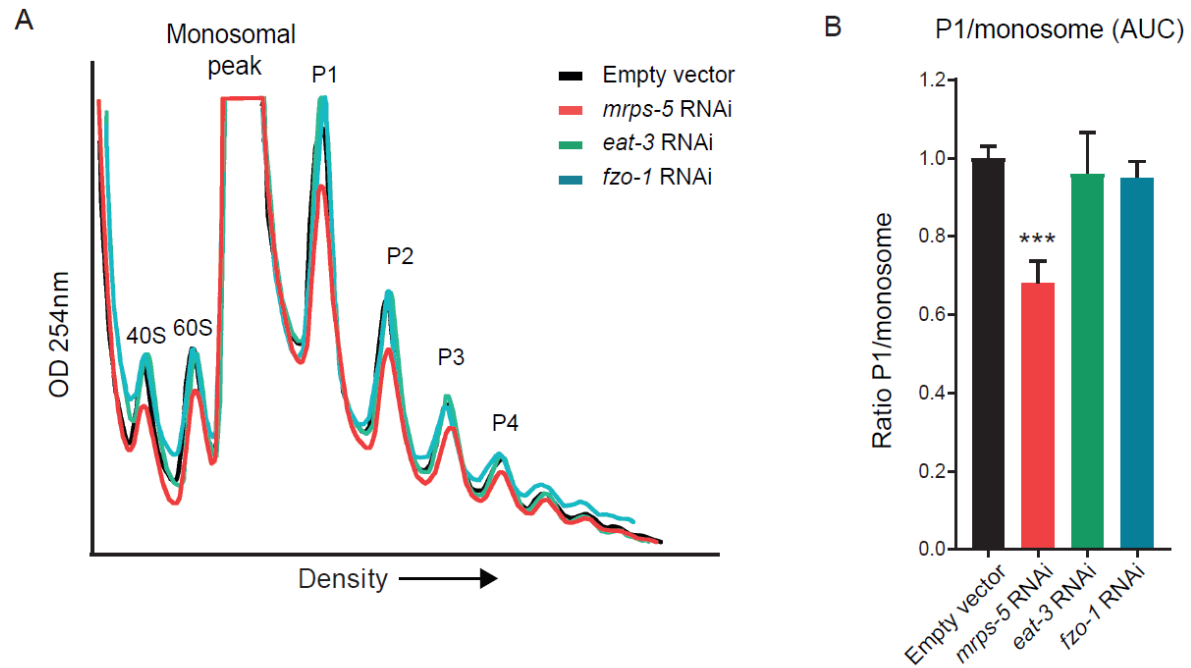 A
Monosomal
peak
P1
Empty vector
mrps-5 RNAi
eat-3 RNAi
fzo-1 RNAi
P2
40S
60S
P3
P4
OD 254nm
Density
B
P1/monosome (AUC)
1.2
1.0
0.8
0.6
0.4
0.2
0.0
***
Ratio P1/monosome
Empty vector
mrps-5 RNAi
eat-3 RNAi
fzo-1 RNAi